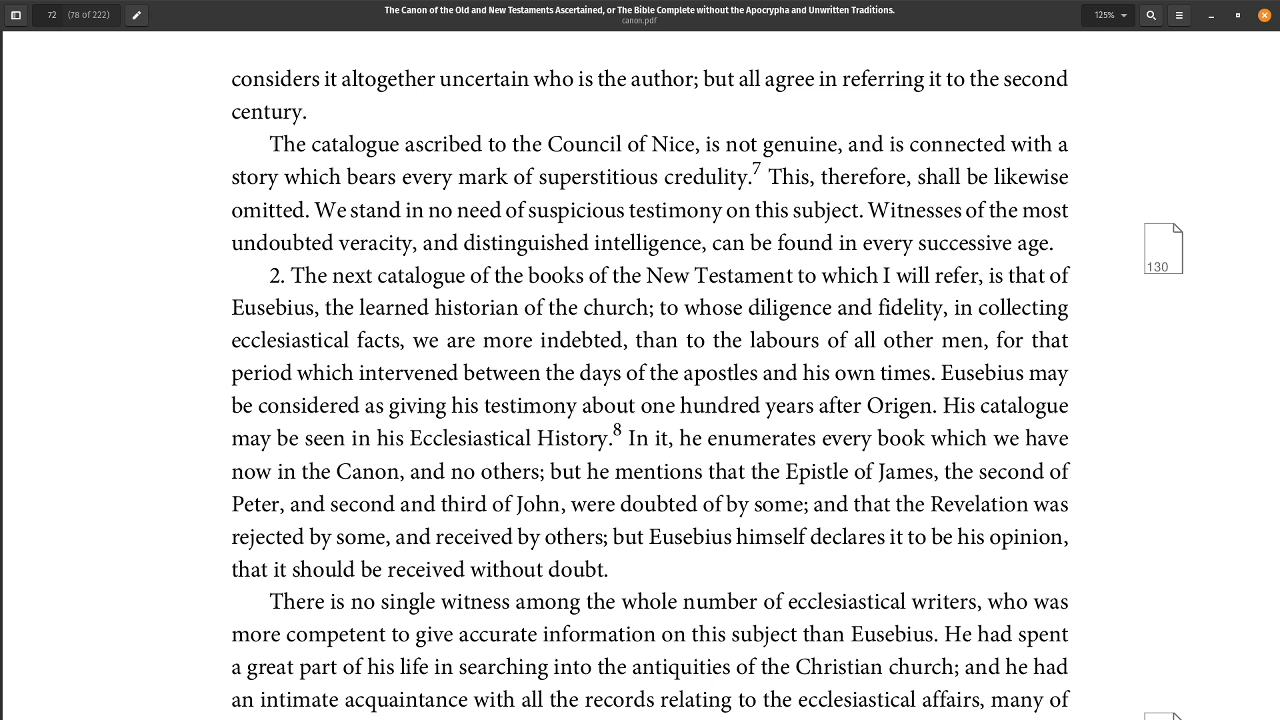 72 (78 of 222)
The Canon of the Old and New Testaments Ascertained, or The Bible Complete without the Apocrypha and Unwritten Traditions.
canon.pdf
125%
considers it altogether uncertain who is the author; but all agree in referring it to the second
century.
The catalogue ascribed to the Council of Nice, is not genuine, and is connected with a
story which bears every mark of superstitious credulity.7 This, therefore, shall be likewise
omitted. We stand in no need of suspicious testimony on this subject. Witnesses of the most
undoubted veracity, and distinguished intelligence, can be found in every successive age.
130
2. The next catalogue of the books of the New Testament to which I will refer, is that of
Eusebius, the learned historian of the church; to whose diligence and fidelity, in collecting
ecclesiastical facts, we are more indebted, than to the labours of all other men, for that
period which intervened between the days of the apostles and his own times. Eusebius may
be considered as giving his testimony about one hundred years after Origen. His catalogue
may be seen in his Ecclesiastical History.8 In it, he enumerates every book which we have
now in the Canon, and no others; but he mentions that the Epistle of James, the second of
Peter, and second and third of John, were doubted of by some; and that the Revelation was
rejected by some, and received by others; but Eusebius himself declares it to be his opinion,
that it should be received without doubt.
There is no single witness among the whole number of ecclesiastical writers, who was
more competent to give accurate information on this subject than Eusebius. He had spent
a great part of his life in searching into the antiquities of the Christian church; and he had
an intimate acquaintance with all the records relating to the ecclesiastical affairs, many of